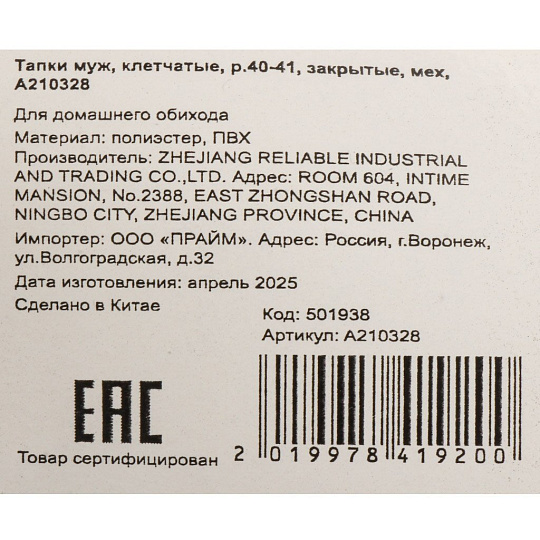 Тапки муж, клетчатые, р.40-41, закрытые, мех,
А210328
Для домашнего обихода
Материал: полиэстер, ПВХ
Производитель: ZHEJIANG RELIABLE INDUSTRIAL
AND TRADING CO.,LTD. Адрес: ROOM 604, INTIME
MANSION, No.2388, EAST ZHONGSHAN ROAD,
NINGBO CITY, ZHEJIANG PROVINCE, CHINA
Импортер: ООО «ПРАЙМ». Адрес: Россия, г.Воронеж,
ул.Волгоградская, д.32
Дата изготовления: апрель 2025
Сделано в Китае
Код: 501938
Артикул: А210328
EAC
Товар сертифицирован
2 019978 419200